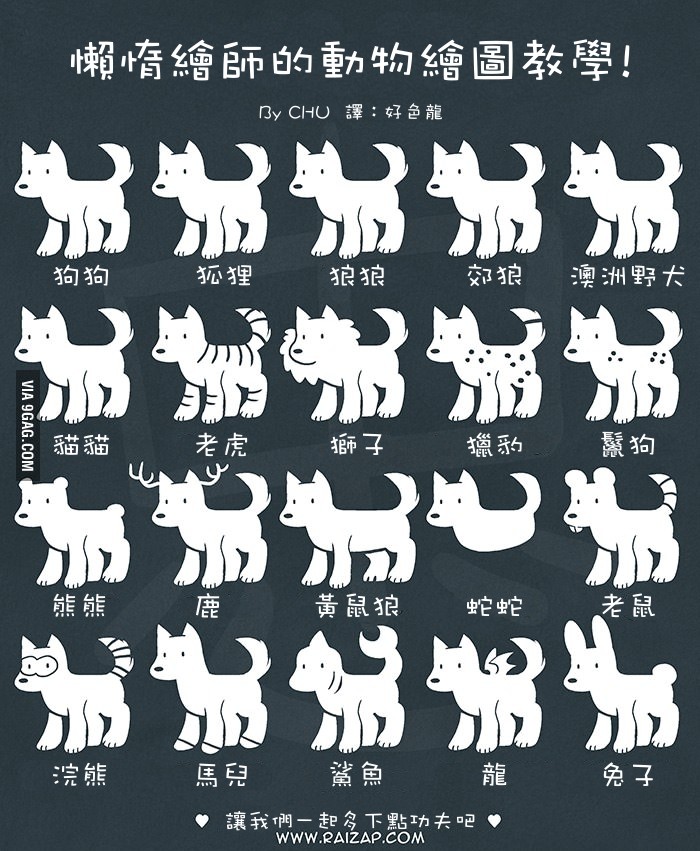 懶惰繪師的動物繪圖教學!
By CHU 譯：好色龍
狗狗 狐狸 狼狼 郊狼 澳洲野犬
貓貓 老虎 獅子 獵豹 鬣狗
VIA 9GAG.COM
熊熊 鹿 黃鼠狼 蛇蛇 老鼠
浣熊 馬兒 鯊魚 龍 兔子
♥ 讓我們一起多下點功夫吧 ♥
WWW.RAIZAP.COM